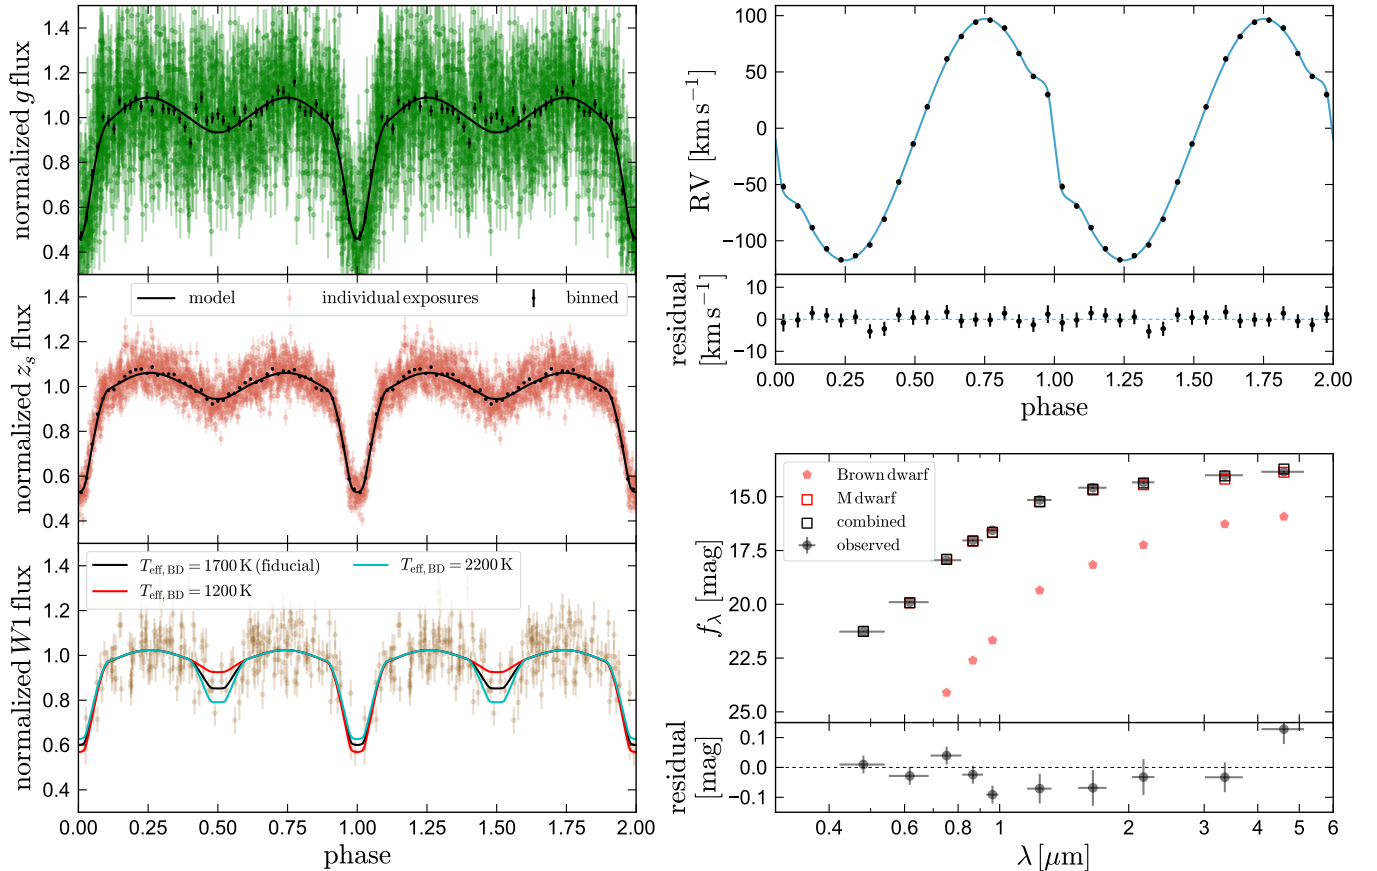 normalized g flux
1.4
1.2
1.0
0.8
0.6
0.4
model individual exposures binned
normalized z_s flux
1.4
1.2
1.0
0.8
0.6
0.4
T_eff, BD = 1700 K (fiducial) T_eff, BD = 2200 K
T_eff, BD = 1200 K
normalized W1 flux
1.4
1.2
1.0
0.8
0.6
0.4
0.00 0.25 0.50 0.75 1.00 1.25 1.50 1.75 2.00
phase
RV [km s⁻¹]
100
50
0
−50
−100
residual
[km s⁻¹]
10
0
−10
0.00 0.25 0.50 0.75 1.00 1.25 1.50 1.75 2.00
phase
Brown dwarf
M dwarf
combined
observed
f_λ [mag]
15.0
17.5
20.0
22.5
25.0
residual
[mag]
0.1
0.0
−0.1
0.4 0.6 0.8 1 2 3 4 5 6
λ [μm]